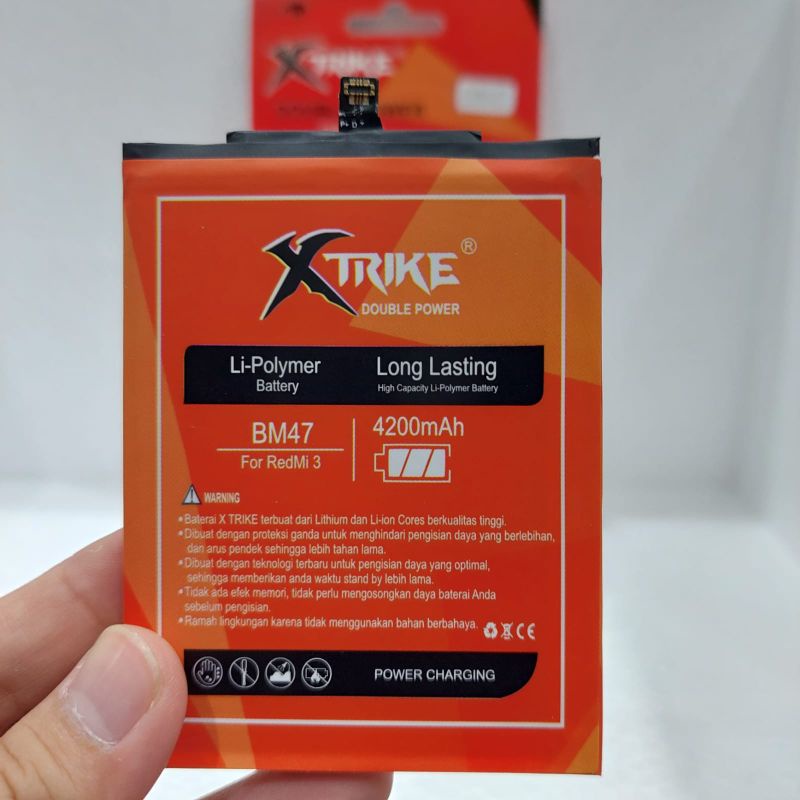 XTRIKE
XTRIKE®
DOUBLE POWER
Li-Polymer
Battery
Long Lasting
High Capacity Li-Polymer Battery
BM47
For RedMi 3
4200mAh
WARNING
•Baterai X TRIKE terbuat dari Lithium dan Li-ion Cores berkualitas tinggi.
•Dibuat dengan proteksi ganda untuk menghindari pengisian daya yang berlebihan,
dan arus pendek sehingga lebih tahan lama.
•Dibuat dengan teknologi terbaru untuk pengisian daya yang optimal,
sehingga memberikan anda waktu stand by lebih lama.
•Tidak ada efek memori, tidak perlu mengosongkan daya baterai Anda
sebelum pengisian.
•Ramah lingkungan karena tidak menggunakan bahan berbahaya.
CE
POWER CHARGING